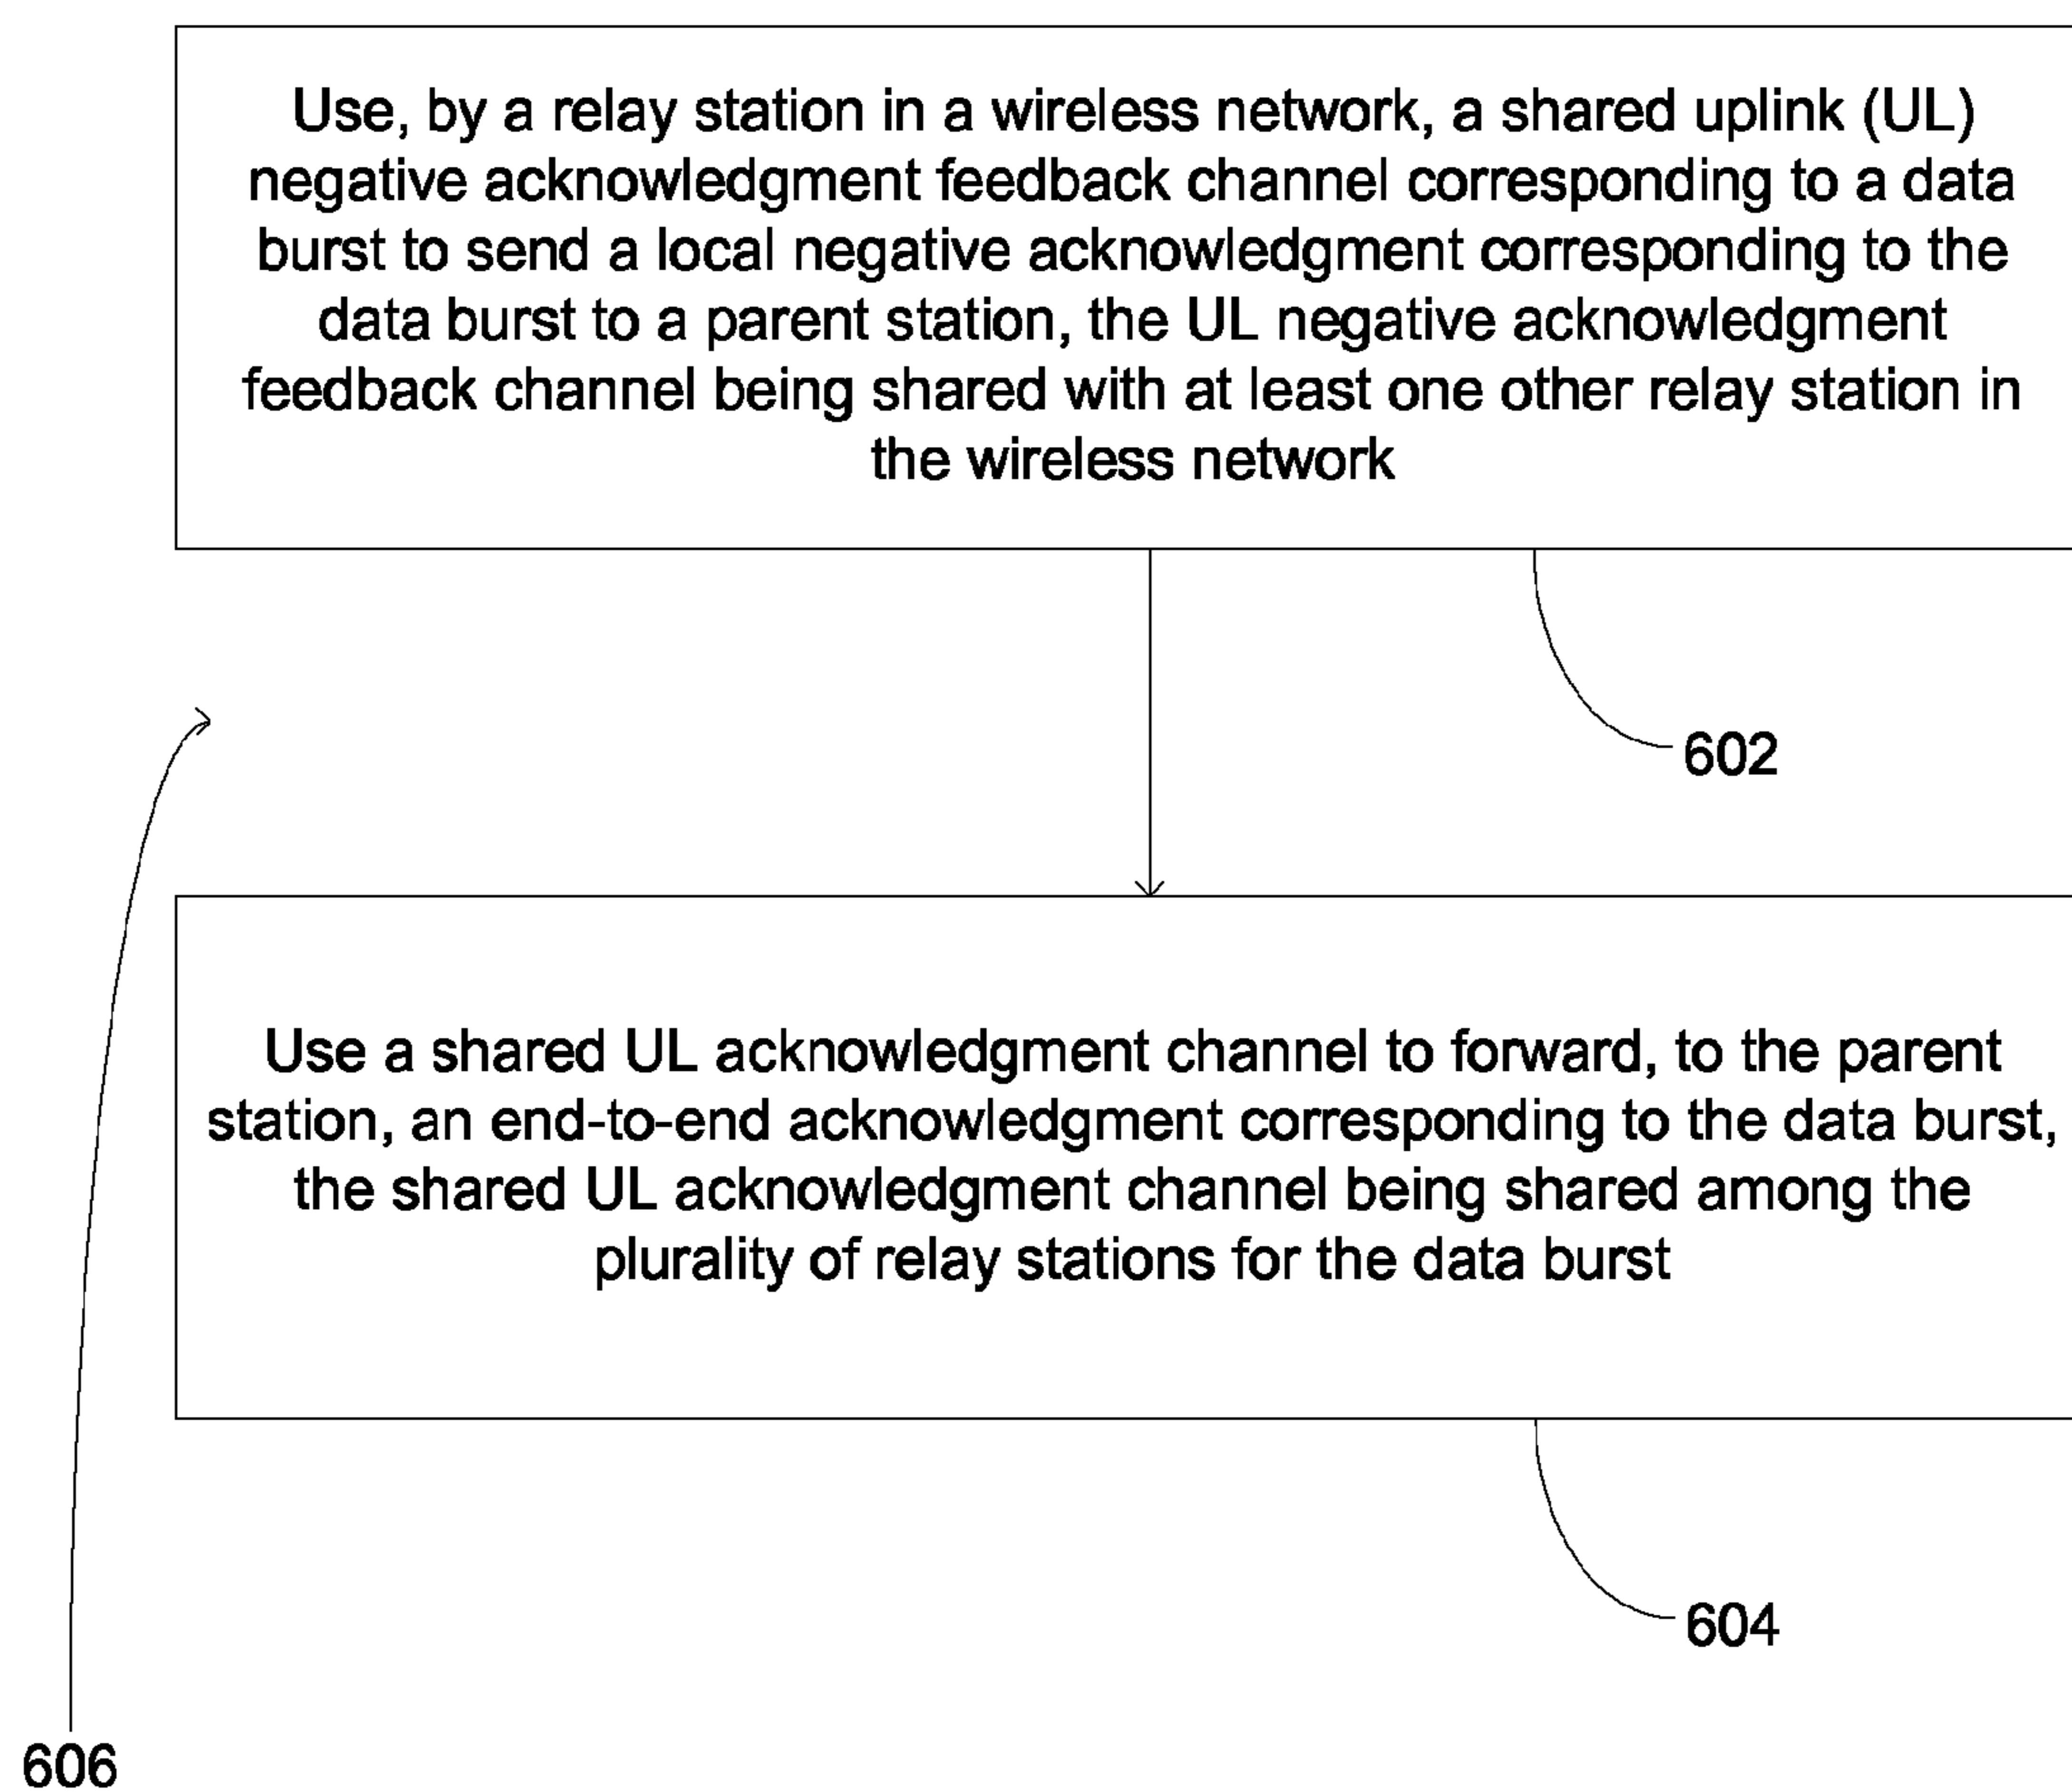 Use, by a relay station in a wireless network, a shared uplink (UL)
negative acknowledgment feedback channel corresponding to a data
burst to send a local negative acknowledgment corresponding to the
data burst to a parent station, the UL negative acknowledgment
feedback channel being shared with at least one other relay station in
the wireless network
602
Use a shared UL acknowledgment channel to forward, to the parent
station, an end-to-end acknowledgment corresponding to the data burst,
the shared UL acknowledgment channel being shared among the
plurality of relay stations for the data burst
604
606